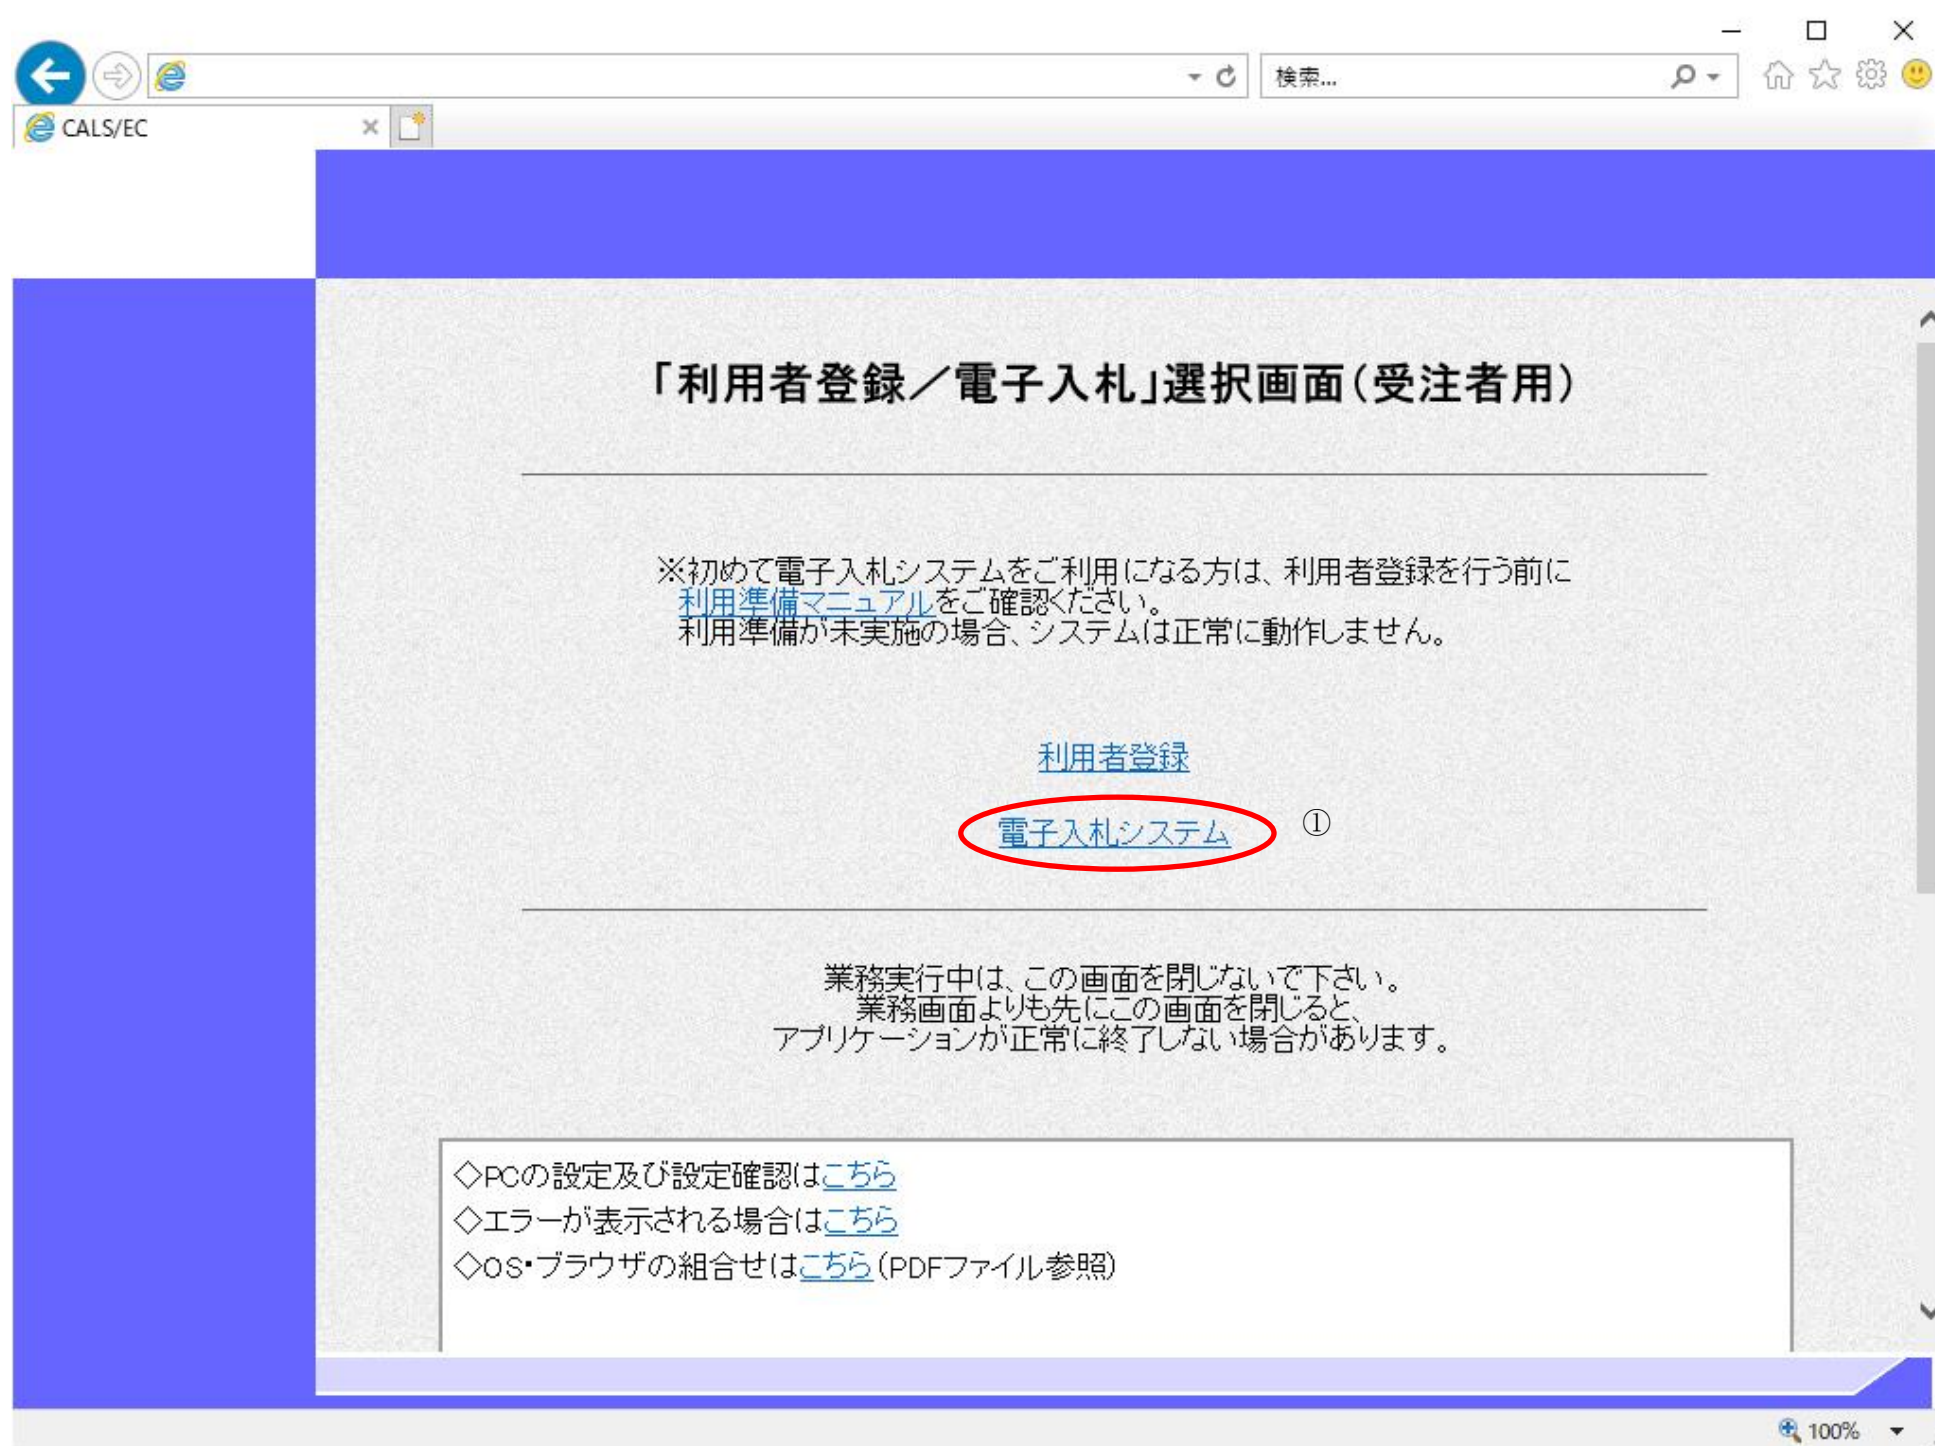 検索...
CALS/EC
「利用者登録／電子入札」選択画面(受注者用)
※初めて電子入札システムをご利用になる方は、利用者登録を行う前に
利用準備マニュアルをご確認ください。
利用準備が未実施の場合、システムは正常に動作しません。
利用者登録
電子入札システム ①
業務実行中は、この画面を閉じないで下さい。
業務画面よりも先にこの画面を閉じると、
アプリケーションが正常に終了しない場合があります。
◇PCの設定及び設定確認はこちら
◇エラーが表示される場合はこちら
◇OS・ブラウザの組合せはこちら(PDFファイル参照)
100%